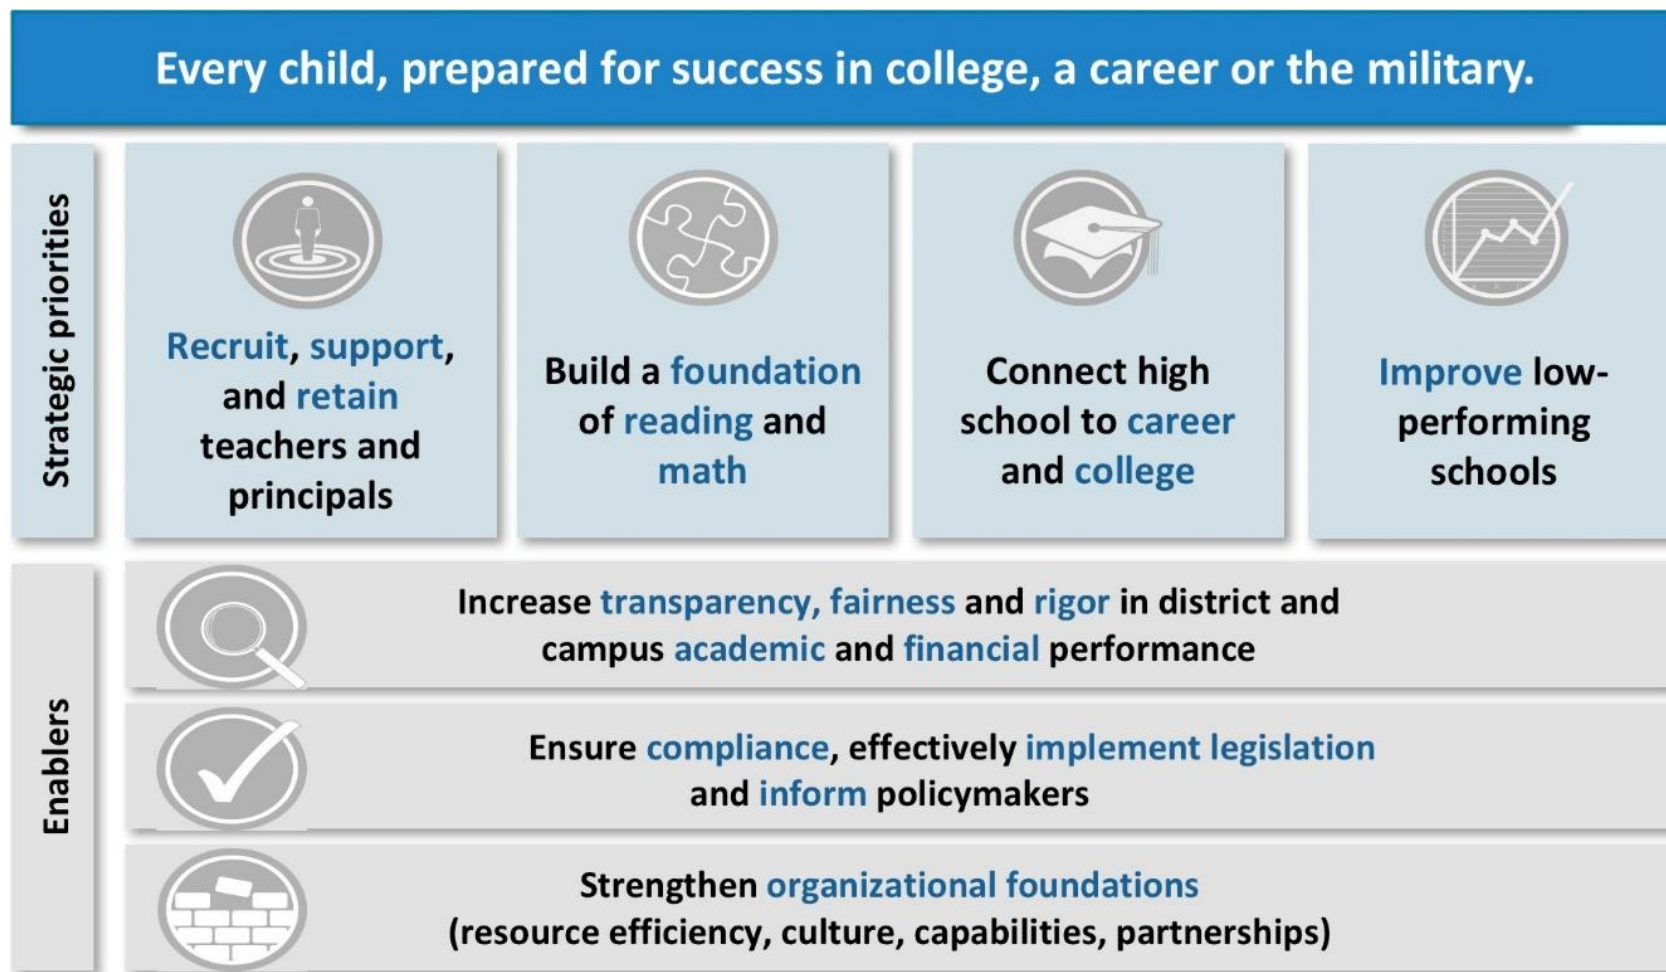 Every child, prepared for success in college, a career or the military.
Strategic priorities
Recruit, support,
and retain
teachers and
principals
Build a foundation
of reading and
math
Connect high
school to career
and college
Improve low-
performing
schools
Enablers
Increase transparency, fairness and rigor in district and
campus academic and financial performance
Ensure compliance, effectively implement legislation
and inform policymakers
Strengthen organizational foundations
(resource efficiency, culture, capabilities, partnerships)